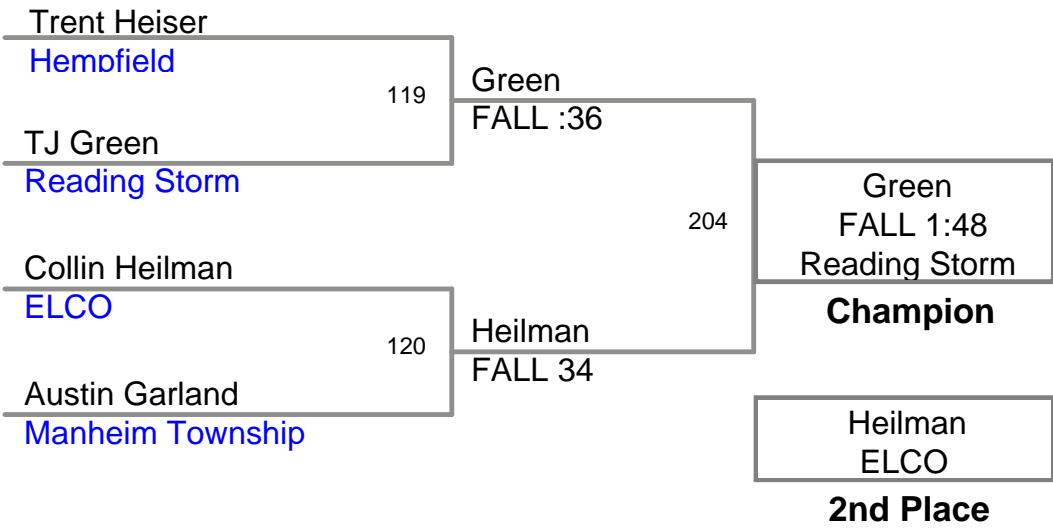 Trent Heiser
Hempfield
119
Green
FALL :36
TJ Green
Reading Storm
204
Green
FALL 1:48
Reading Storm
Champion
Collin Heilman
ELCO
120
Heilman
FALL 34
Austin Garland
Manheim Township
Heilman
ELCO
2nd Place